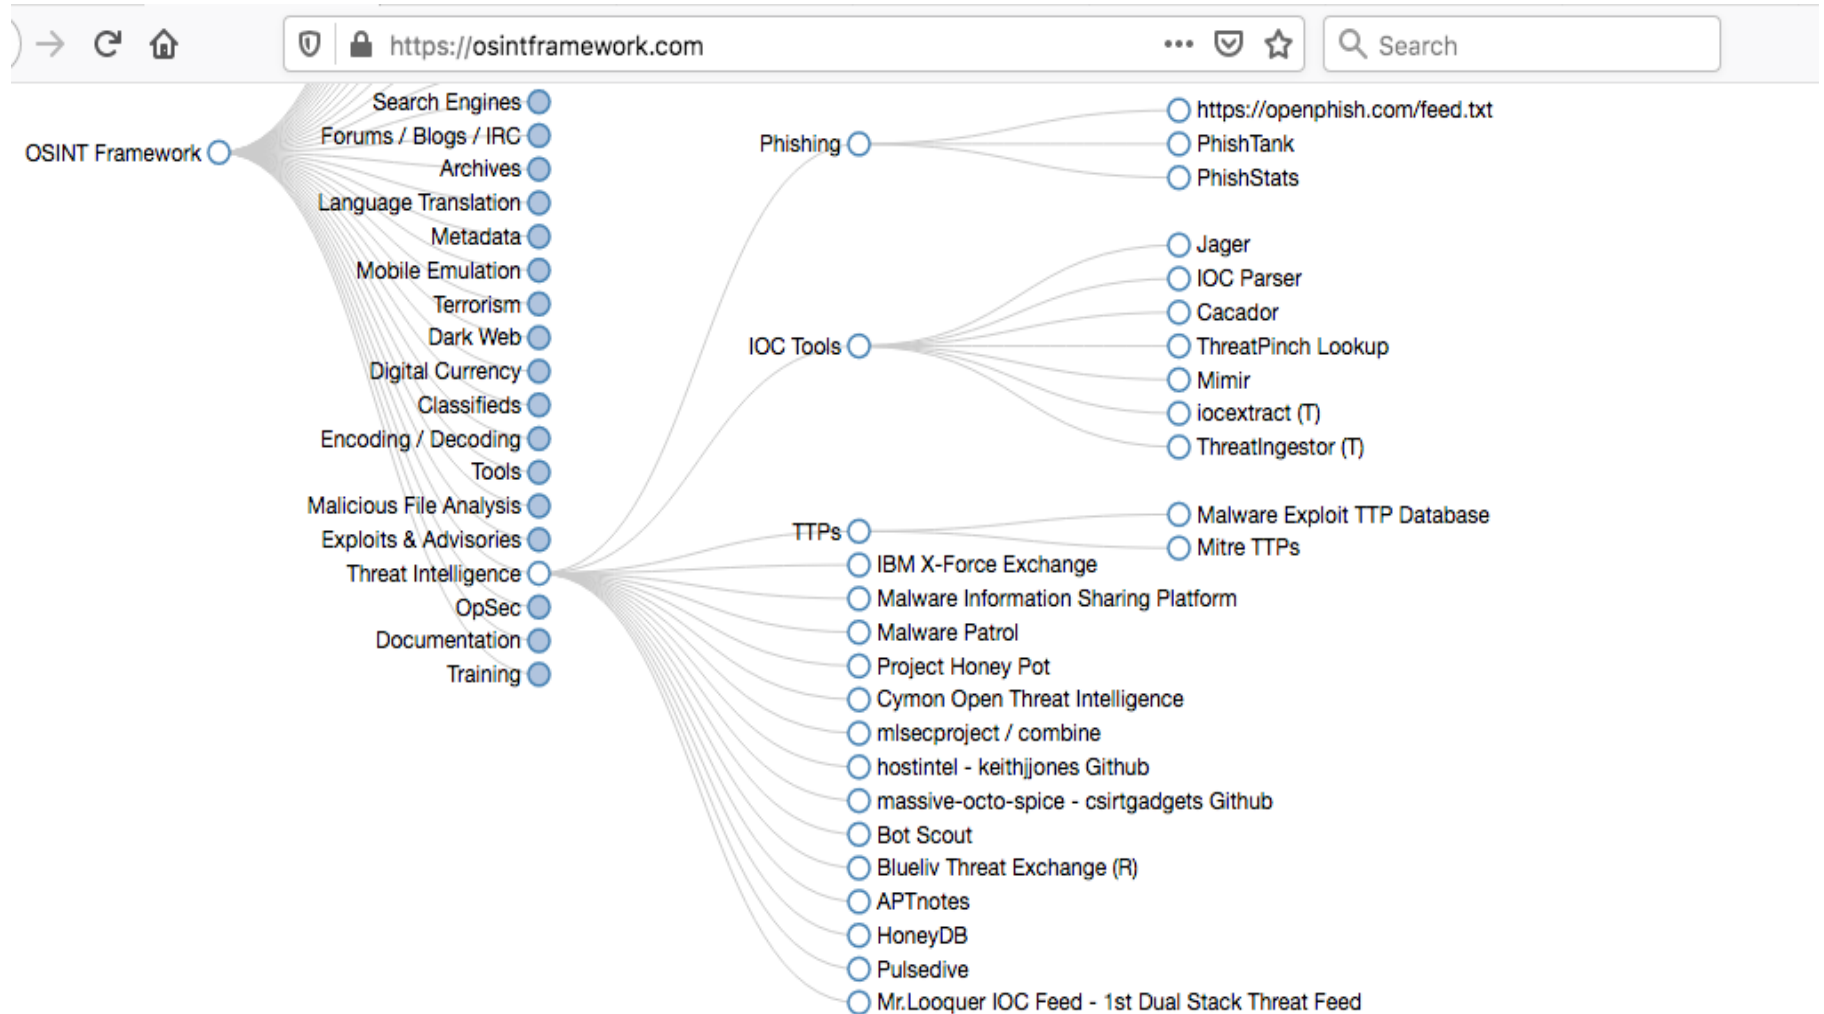 https://osintframework.com
Search
OSINT Framework
Search Engines
Forums / Blogs / IRC
Archives
Language Translation
Metadata
Mobile Emulation
Terrorism
Dark Web
Digital Currency
Classifieds
Encoding / Decoding
Tools
Malicious File Analysis
Exploits & Advisories
Threat Intelligence
OpSec
Documentation
Training
Phishing
https://openphish.com/feed.txt
PhishTank
PhishStats
IOC Tools
Jager
IOC Parser
Cacador
ThreatPinch Lookup
Mimir
iocextract (T)
ThreatIngestor (T)
TTPs
Malware Exploit TTP Database
Mitre TTPs
IBM X-Force Exchange
Malware Information Sharing Platform
Malware Patrol
Project Honey Pot
Cymon Open Threat Intelligence
mlsecproject / combine
hostintel - keithjjones Github
massive-octo-spice - csirtgadgets Github
Bot Scout
Blueliv Threat Exchange (R)
APTnotes
HoneyDB
Pulsedive
Mr.Looquer IOC Feed - 1st Dual Stack Threat Feed